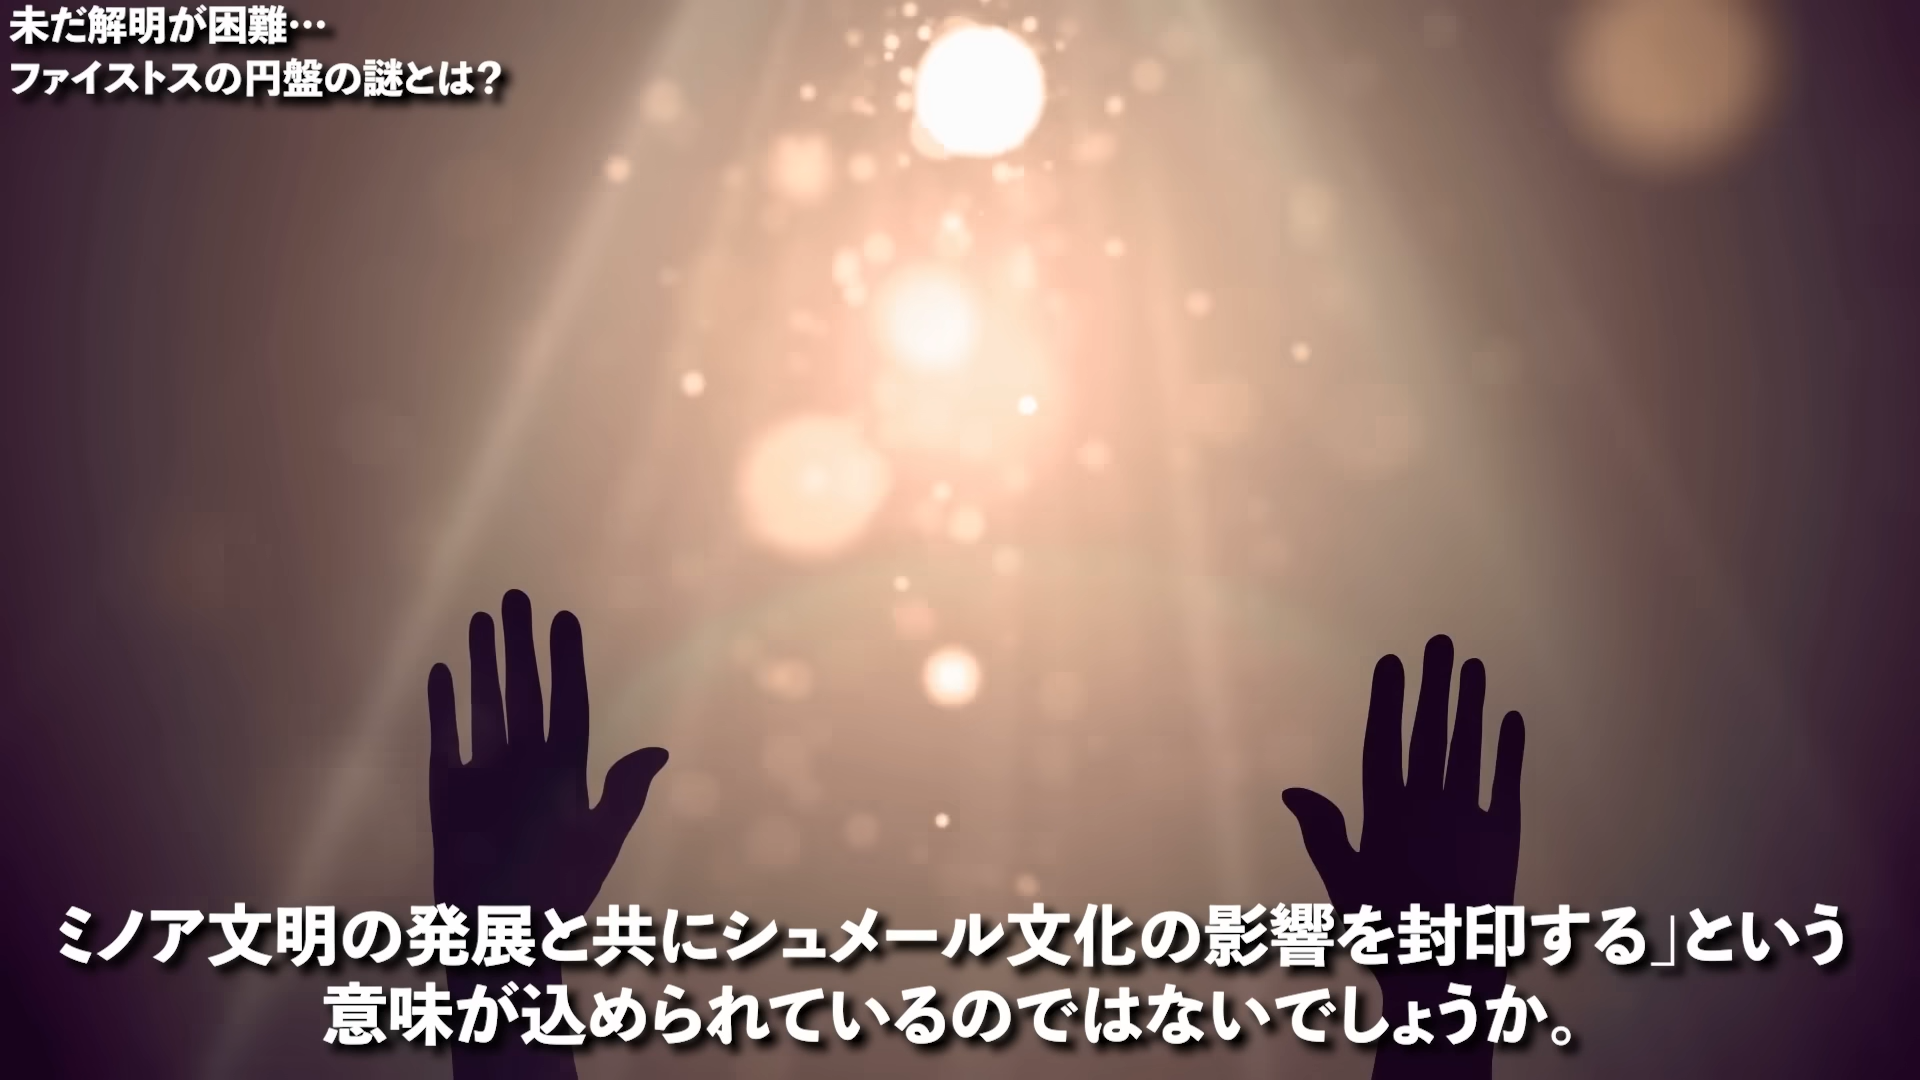 未だ解明が困難…
ファイストスの円盤の謎とは?
ミノア文明の発展と共にシュメール文化の影響を封印する」という
意味が込められているのではないでしょうか。